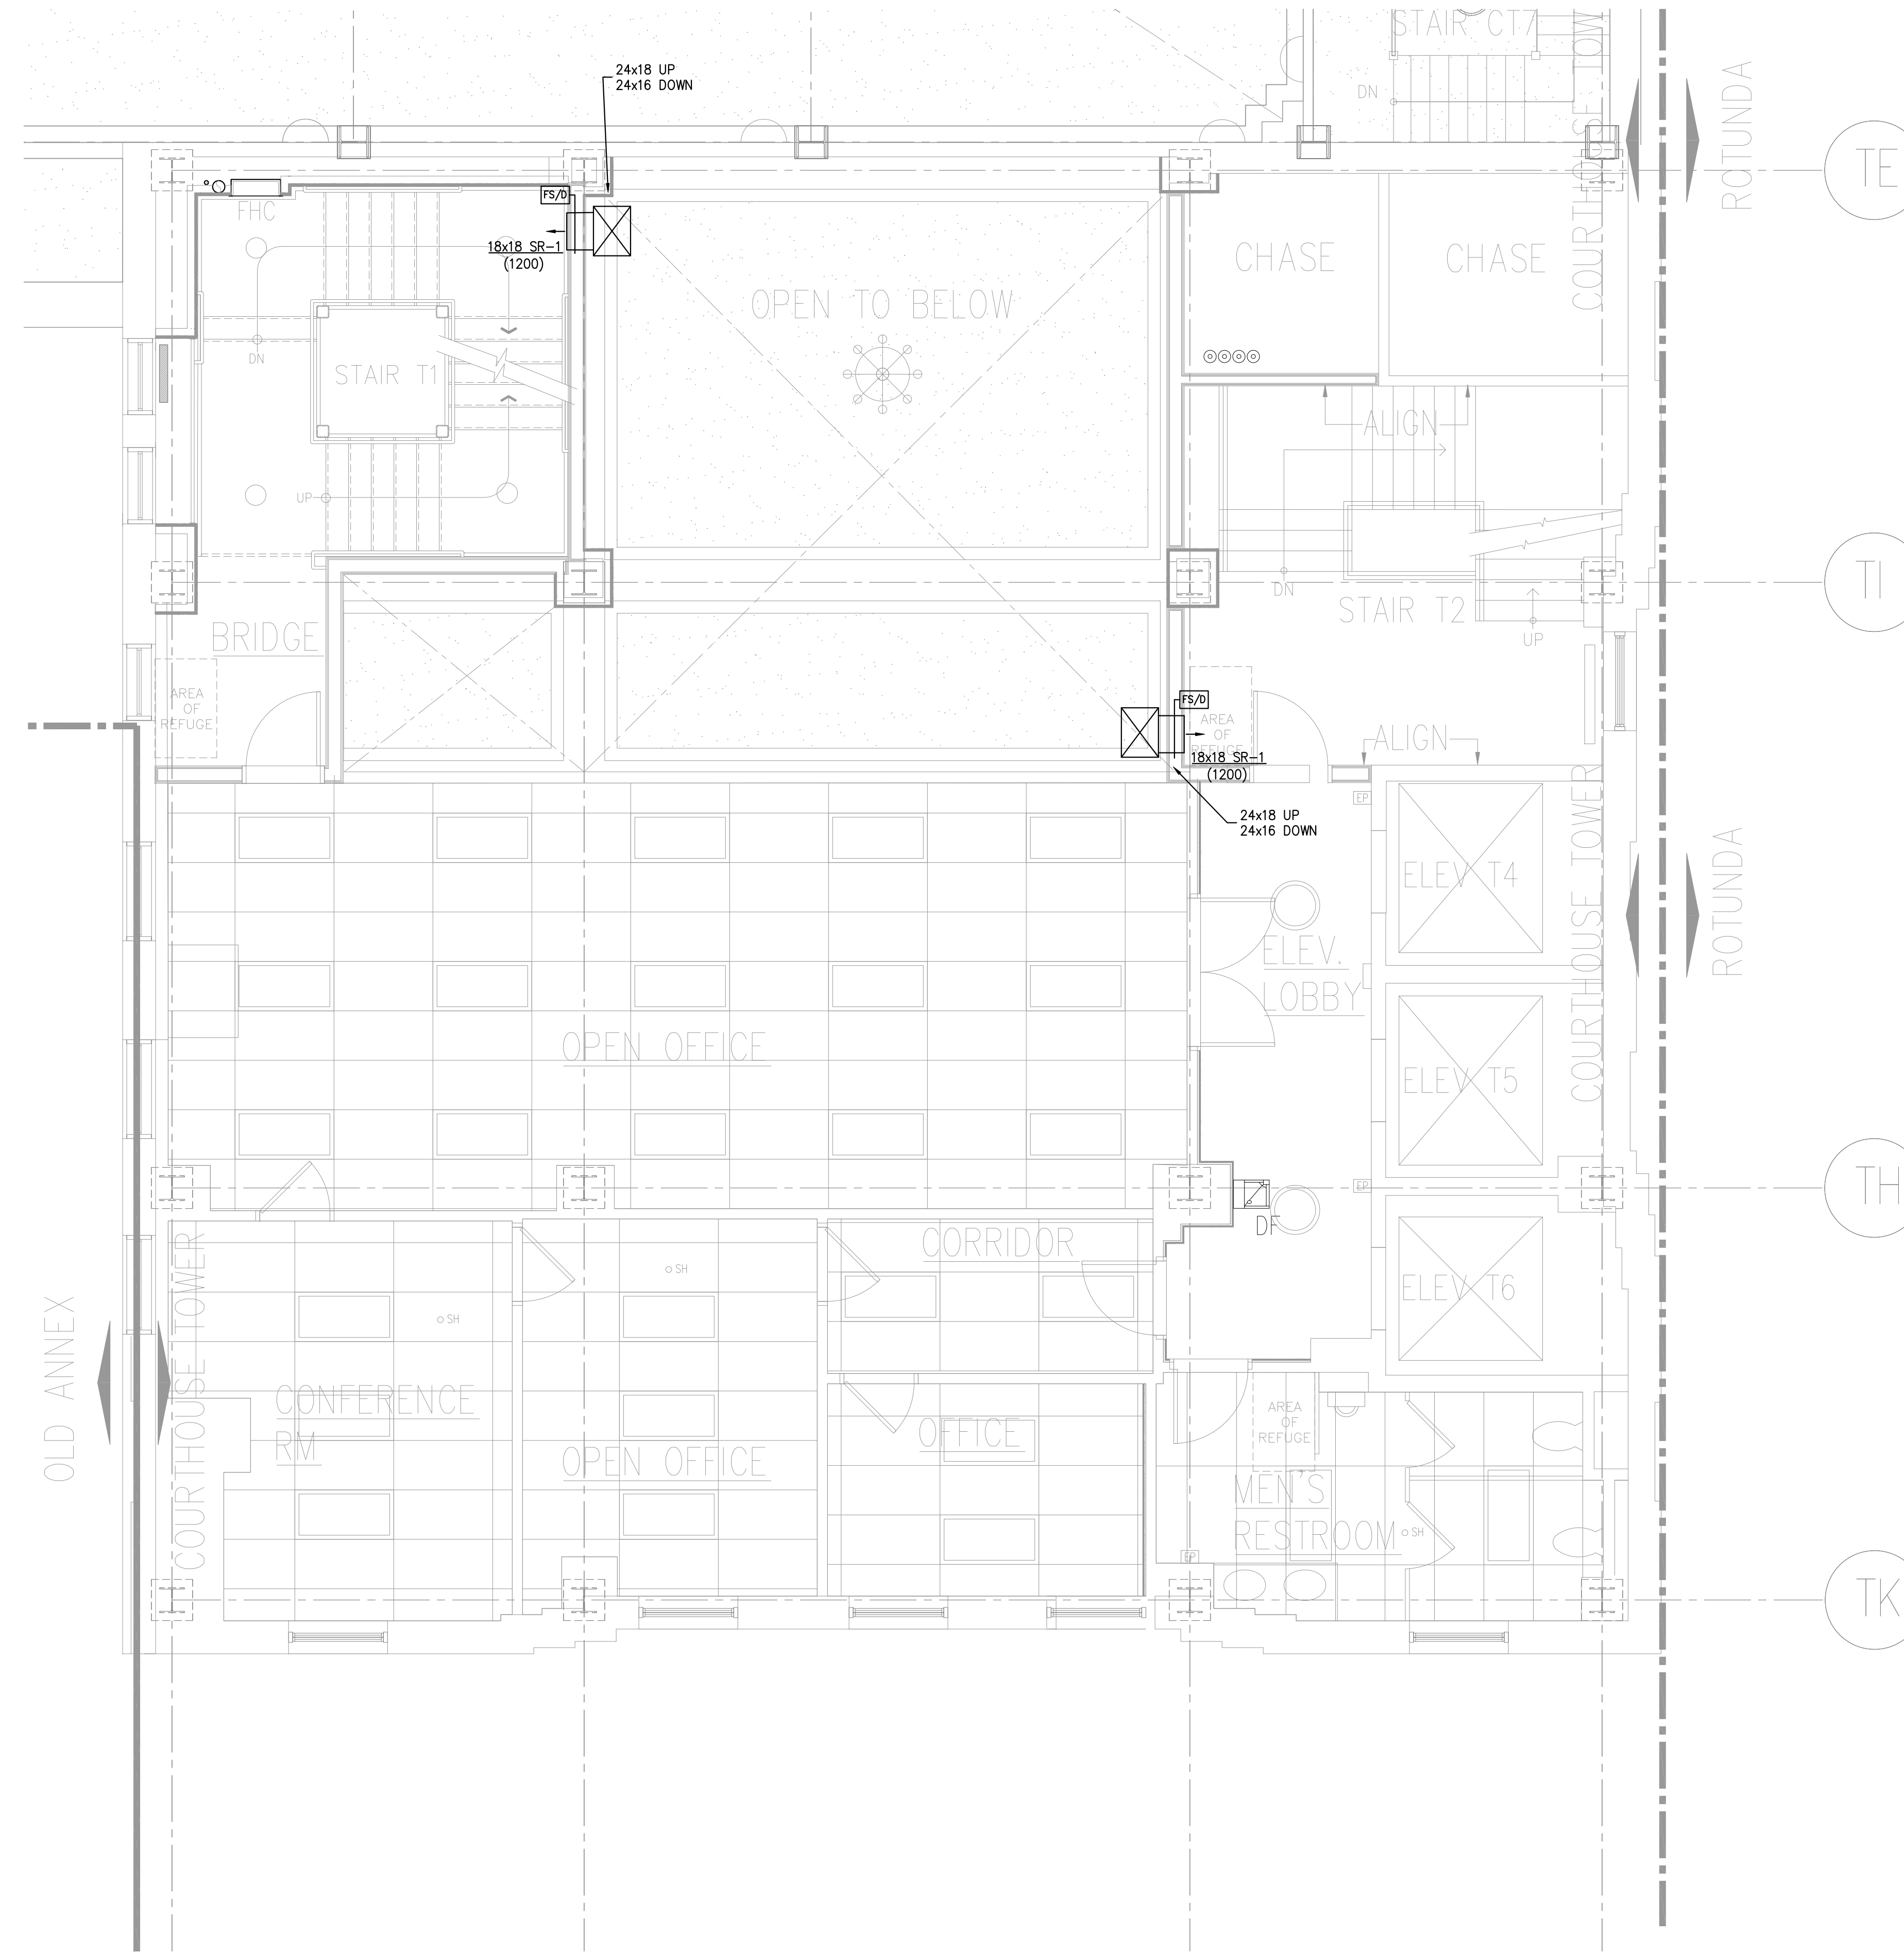 STAIR CT7
DN
24x18 UP
24x16 DOWN
ROTUNDA
COURTHOUSE TOWER
TE
FS/D
FHC
18x18 SR-1
(1200)
CHASE
CHASE
OPEN TO BELOW
DN
STAIR T1
ALIGN
UP
DN
TI
STAIR T2
BRIDGE
UP
AREA
OF
REFUGE
FS/D
AREA
OF
REFUGE
ALIGN
18x18 SR-1
(1200)
EP
24x18 UP
24x16 DOWN
ELEV T4
COURTHOUSE TOWER
ROTUNDA
ELEV.
LOBBY
OPEN OFFICE
ELEV T5
EP
TH
DF
CORRIDOR
SH
ELEV T6
SH
OLD ANNEX
COURTHOUSE TOWER
CONFERENCE
RM
OPEN OFFICE
OFFICE
AREA
OF
REFUGE
MEN'S
RESTROOM
SH
EP
TK